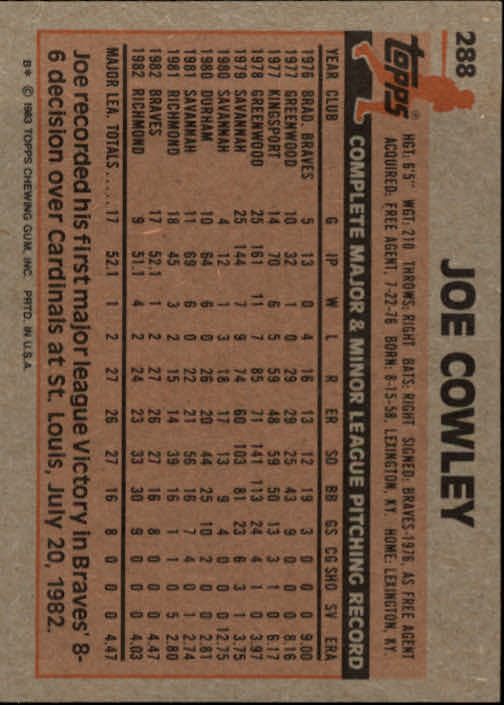 288
topps®
JOE COWLEY
HGT: 6'5" WGT: 210 THROWS: RIGHT BATS: RIGHT SIGNED: BRAVES-1976, AS FREE AGENT
ACQUIRED: FREE AGENT, 7-22-76 BORN: 8-15-58, LEXINGTON, KY. HOME: LEXINGTON, KY.
COMPLETE MAJOR & MINOR LEAGUE PITCHING RECORD
YEAR CLUB G IP W L R ER SO BB GS CG SHO SV ERA
1976 BRAD. BRAVES 5 13 0 4 16 13 12 19 3 0 0 0 9.00
1977 GREENWOOD 10 32 1 0 29 29 25 43 9 0 0 0 8.16
1977 KINGSPORT 14 70 6 5 59 48 59 50 13 3 1 0 6.17
1978 GREENWOOD 25 161 11 7 85 71 141 113 24 4 1 0 3.97
1979 SAVANNAH 25 144 7 9 74 60 103 81 23 6 3 1 3.75
1980 SAVANNAH 4 12 1 3 18 17 13 9 4 0 0 0 12.75
1980 DURHAM 10 64 6 0 26 20 44 25 10 2 0 0 2.81
1981 SAVANNAH 11 69 6 0 22 21 56 16 7 4 0 1 2.74
1981 RICHMOND 18 45 3 2 15 14 39 16 1 1 0 5 2.80
1982 BRAVES 17 52.1 1 2 27 26 27 16 8 0 0 0 4.47
1982 RICHMOND 9 51.1 4 2 24 23 33 30 9 0 0 0 4.03
MAJOR LEA. TOTALS..... 17 52.1 1 2 27 26 27 16 8 0 0 0 4.47
Joe recorded his first major league Victory in Braves' 8-
6 decision over Cardinals at St. Louis, July 20, 1982.
B* © 1983 TOPPS CHEWING GUM, INC. PRTD. IN U.S.A.